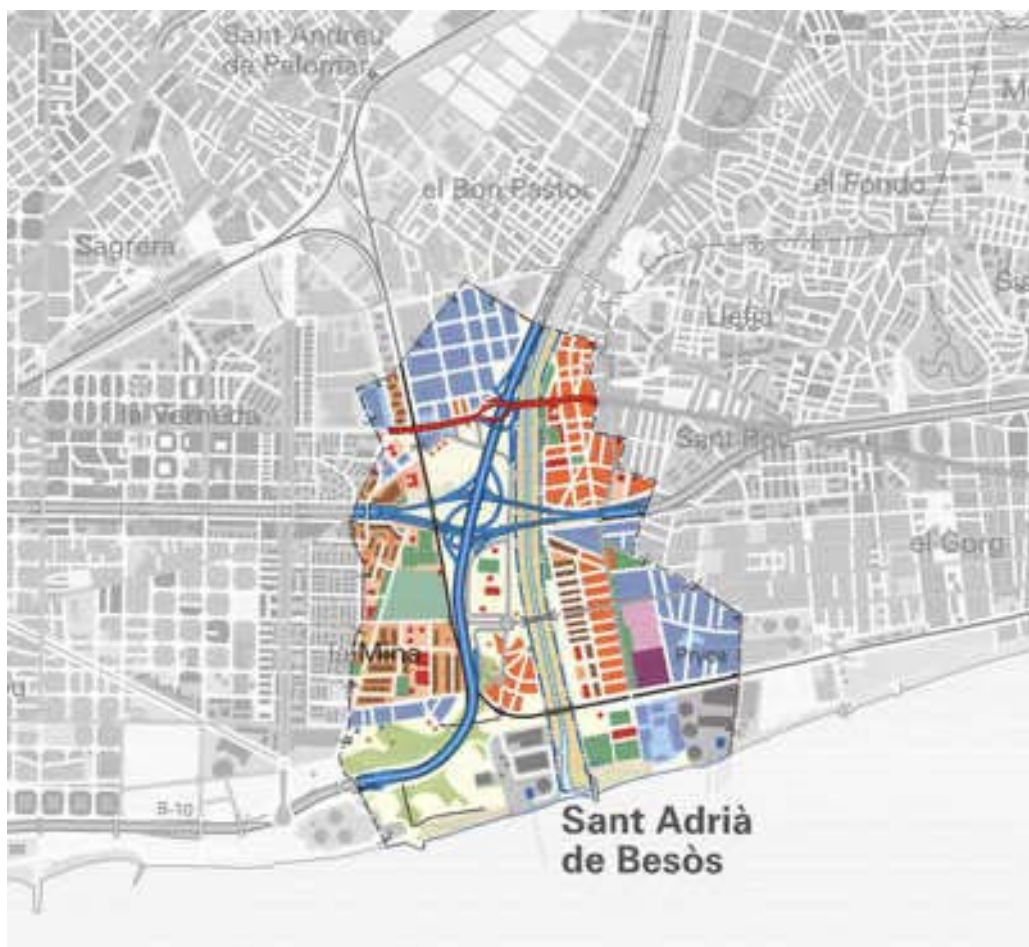 Sant Andreu
de Palomar
el Bon Pastor
el Fondo
Sagrera
Llefià
la Verneda
Sant Roc
el Gorg
la Mina
B-10
Sant Adrià
de Besòs